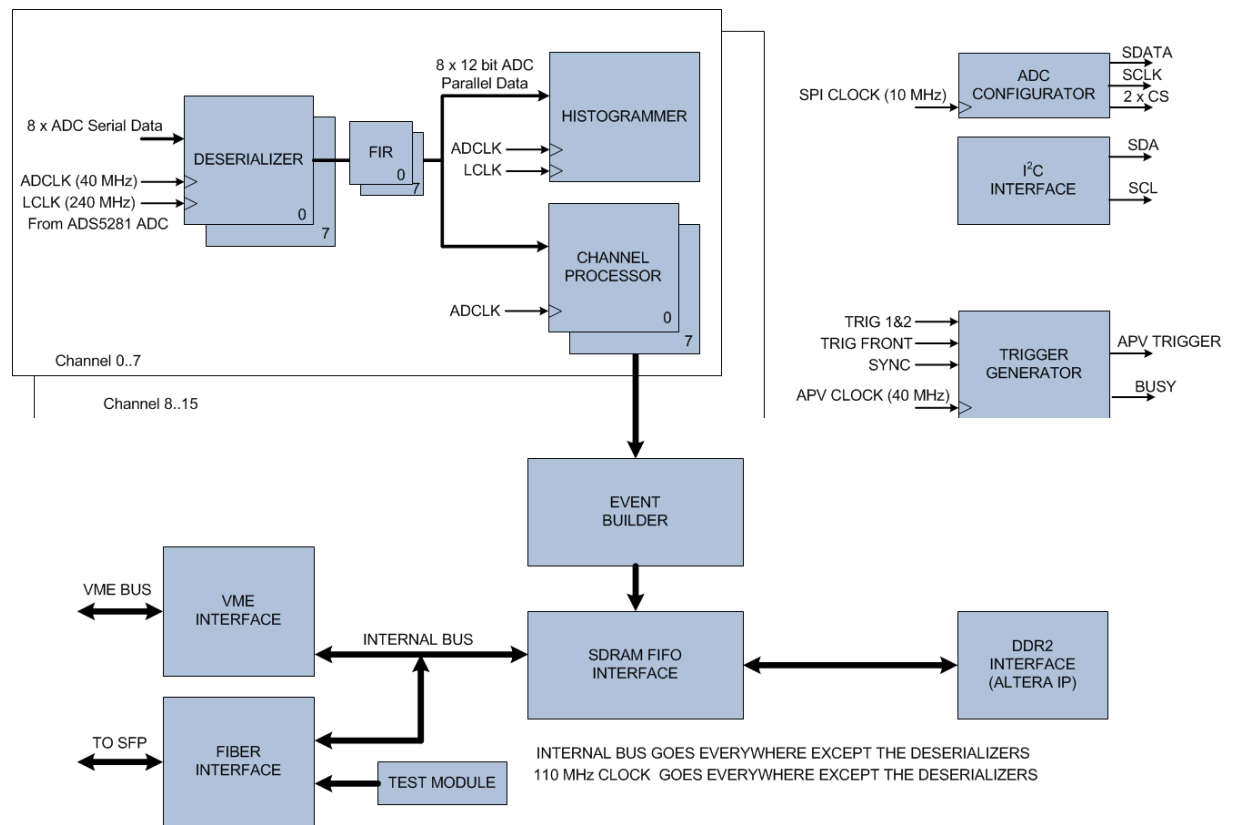 8 x ADC Serial Data
ADCLK (40 MHz)
LCLK (240 MHz)
From ADS5281 ADC
DESERIALIZER
0
7
FIR
0
7
8 x 12 bit ADC
Parallel Data
ADCLK
LCLK
HISTOGRAMMER
ADCLK
CHANNEL
PROCESSOR
0
7
Channel 0..7
Channel 8..15
SPI CLOCK (10 MHz)
ADC
CONFIGURATOR
SDATA
SCLK
2 x CS
I²C
INTERFACE
SDA
SCL
TRIG 1&2
TRIG FRONT
SYNC
APV CLOCK (40 MHz)
TRIGGER
GENERATOR
APV TRIGGER
BUSY
EVENT
BUILDER
VME BUS
VME
INTERFACE
INTERNAL BUS
SDRAM FIFO
INTERFACE
DDR2
INTERFACE
(ALTERA IP)
TO SFP
FIBER
INTERFACE
TEST MODULE
INTERNAL BUS GOES EVERYWHERE EXCEPT THE DESERIALIZERS
110 MHz CLOCK GOES EVERYWHERE EXCEPT THE DESERIALIZERS